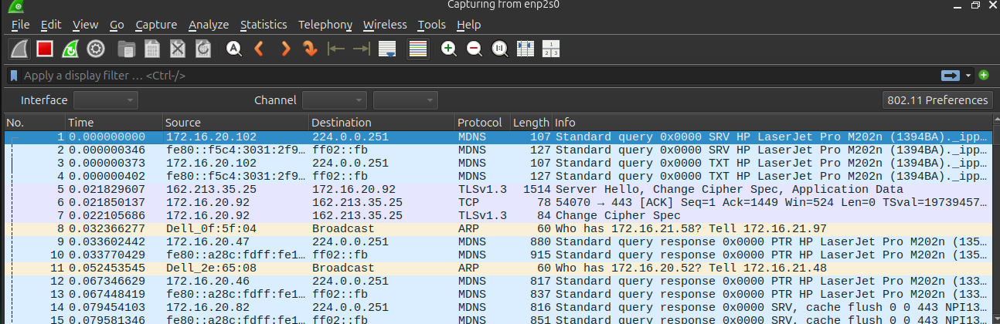 Capturing from enp2s0
File Edit View Go Capture Analyze Statistics Telephony Wireless Tools Help
Apply a display filter … <Ctrl-/>
Interface Channel 802.11 Preferences
No. Time Source Destination Protocol Length Info
1 0.000000000 172.16.20.102 224.0.0.251 MDNS 107 Standard query 0x0000 SRV HP LaserJet Pro M202n (1394BA)._ipp…
2 0.000000346 fe80::f5c4:3031:2f9… ff02::fb MDNS 127 Standard query 0x0000 SRV HP LaserJet Pro M202n (1394BA)._ipp…
3 0.000000373 172.16.20.102 224.0.0.251 MDNS 107 Standard query 0x0000 TXT HP LaserJet Pro M202n (1394BA)._ipp…
4 0.000000402 fe80::f5c4:3031:2f9… ff02::fb MDNS 127 Standard query 0x0000 TXT HP LaserJet Pro M202n (1394BA)._ipp…
5 0.021829607 162.213.35.25 172.16.20.92 TLSv1.3 1514 Server Hello, Change Cipher Spec, Application Data
6 0.021850137 172.16.20.92 162.213.35.25 TCP 78 54070 → 443 [ACK] Seq=1 Ack=1449 Win=524 Len=0 TSval=19739457…
7 0.022105686 172.16.20.92 162.213.35.25 TLSv1.3 84 Change Cipher Spec
8 0.032366277 Dell_0f:5f:04 Broadcast ARP 60 Who has 172.16.21.58? Tell 172.16.21.97
9 0.033602442 172.16.20.47 224.0.0.251 MDNS 880 Standard query response 0x0000 PTR HP LaserJet Pro M202n (135…
10 0.033770429 fe80::a28c:fdff:fe1… ff02::fb MDNS 915 Standard query response 0x0000 PTR HP LaserJet Pro M202n (135…
11 0.052453545 Dell_2e:65:08 Broadcast ARP 60 Who has 172.16.20.52? Tell 172.16.21.48
12 0.067346629 172.16.20.46 224.0.0.251 MDNS 817 Standard query response 0x0000 PTR HP LaserJet Pro M202n (133…
13 0.067448419 fe80::a28c:fdff:fe1… ff02::fb MDNS 837 Standard query response 0x0000 PTR HP LaserJet Pro M202n (133…
14 0.079454103 172.16.20.82 224.0.0.251 MDNS 816 Standard query response 0x0000 SRV, cache flush 0 0 443 NPI13…
15 0.079581346 fe80::a28c:fdff:fe1… ff02::fb MDNS 851 Standard query response 0x0000 SRV, cache flush 0 0 443 NPI13…